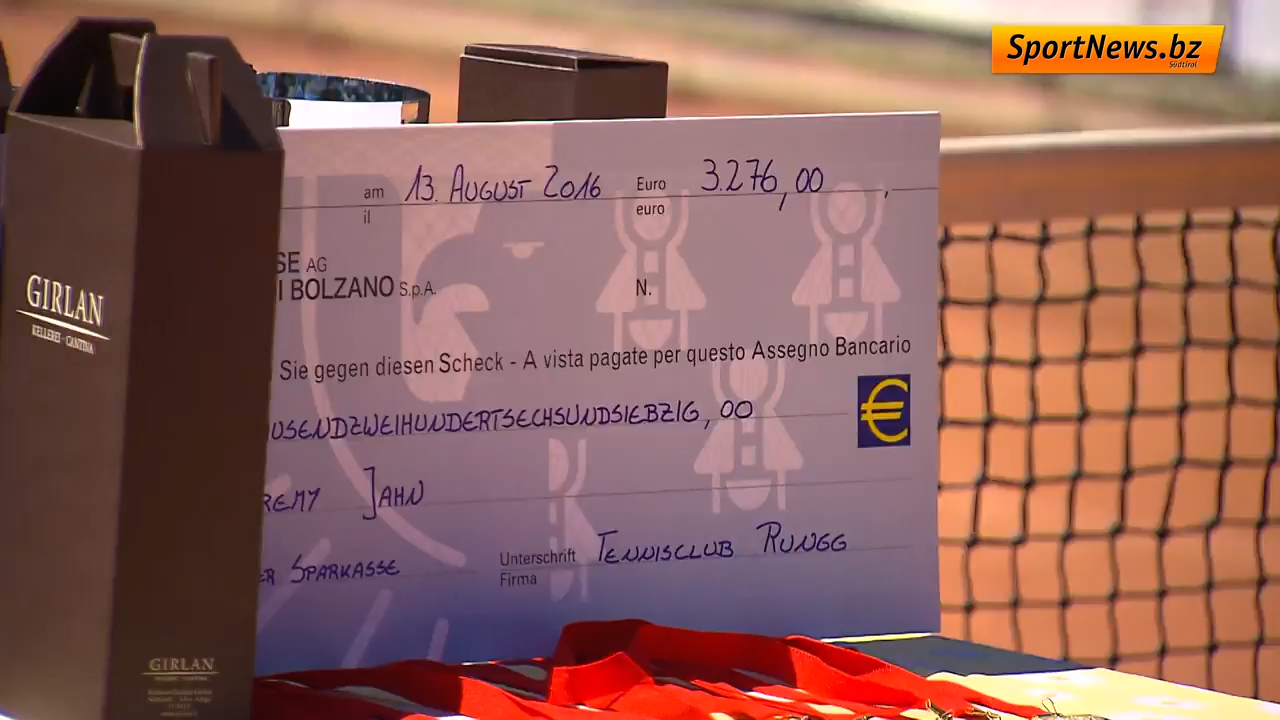 SportNews.bz
Südtirol
am 13. AUGUST 2016 Euro 3.276,00
il euro
SE AG
I BOLZANO S.p.A. N.
Sie gegen diesen Scheck - A vista pagate per questo Assegno Bancario
USENDZWEIHUNDERTSECHSUNDSIEBZIG,00
€
REMY JAHN
ER SPARKASSE Unterschrift TENNISCLUB RUNGG
Firma
GIRLAN
KELLEREI · CANTINA
GIRLAN